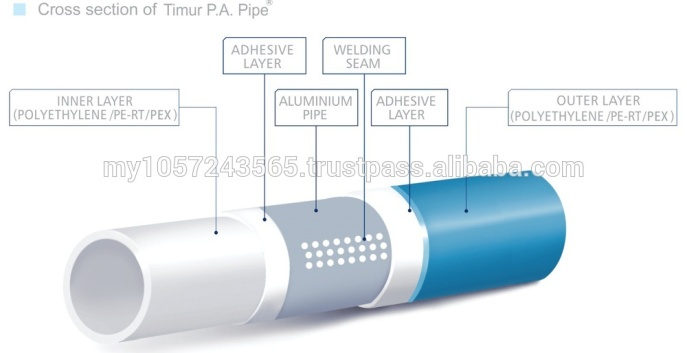 Cross section of Timur P.A. Pipe®
ADHESIVE
LAYER
WELDING
SEAM
INNER LAYER
(POLYETHYLENE /PE-RT/PEX)
ALUMINIUM
PIPE
ADHESIVE
LAYER
OUTER LAYER
(POLYETHYLENE /PE-RT/PEX)
my1057243565.trustpass.alibaba.com